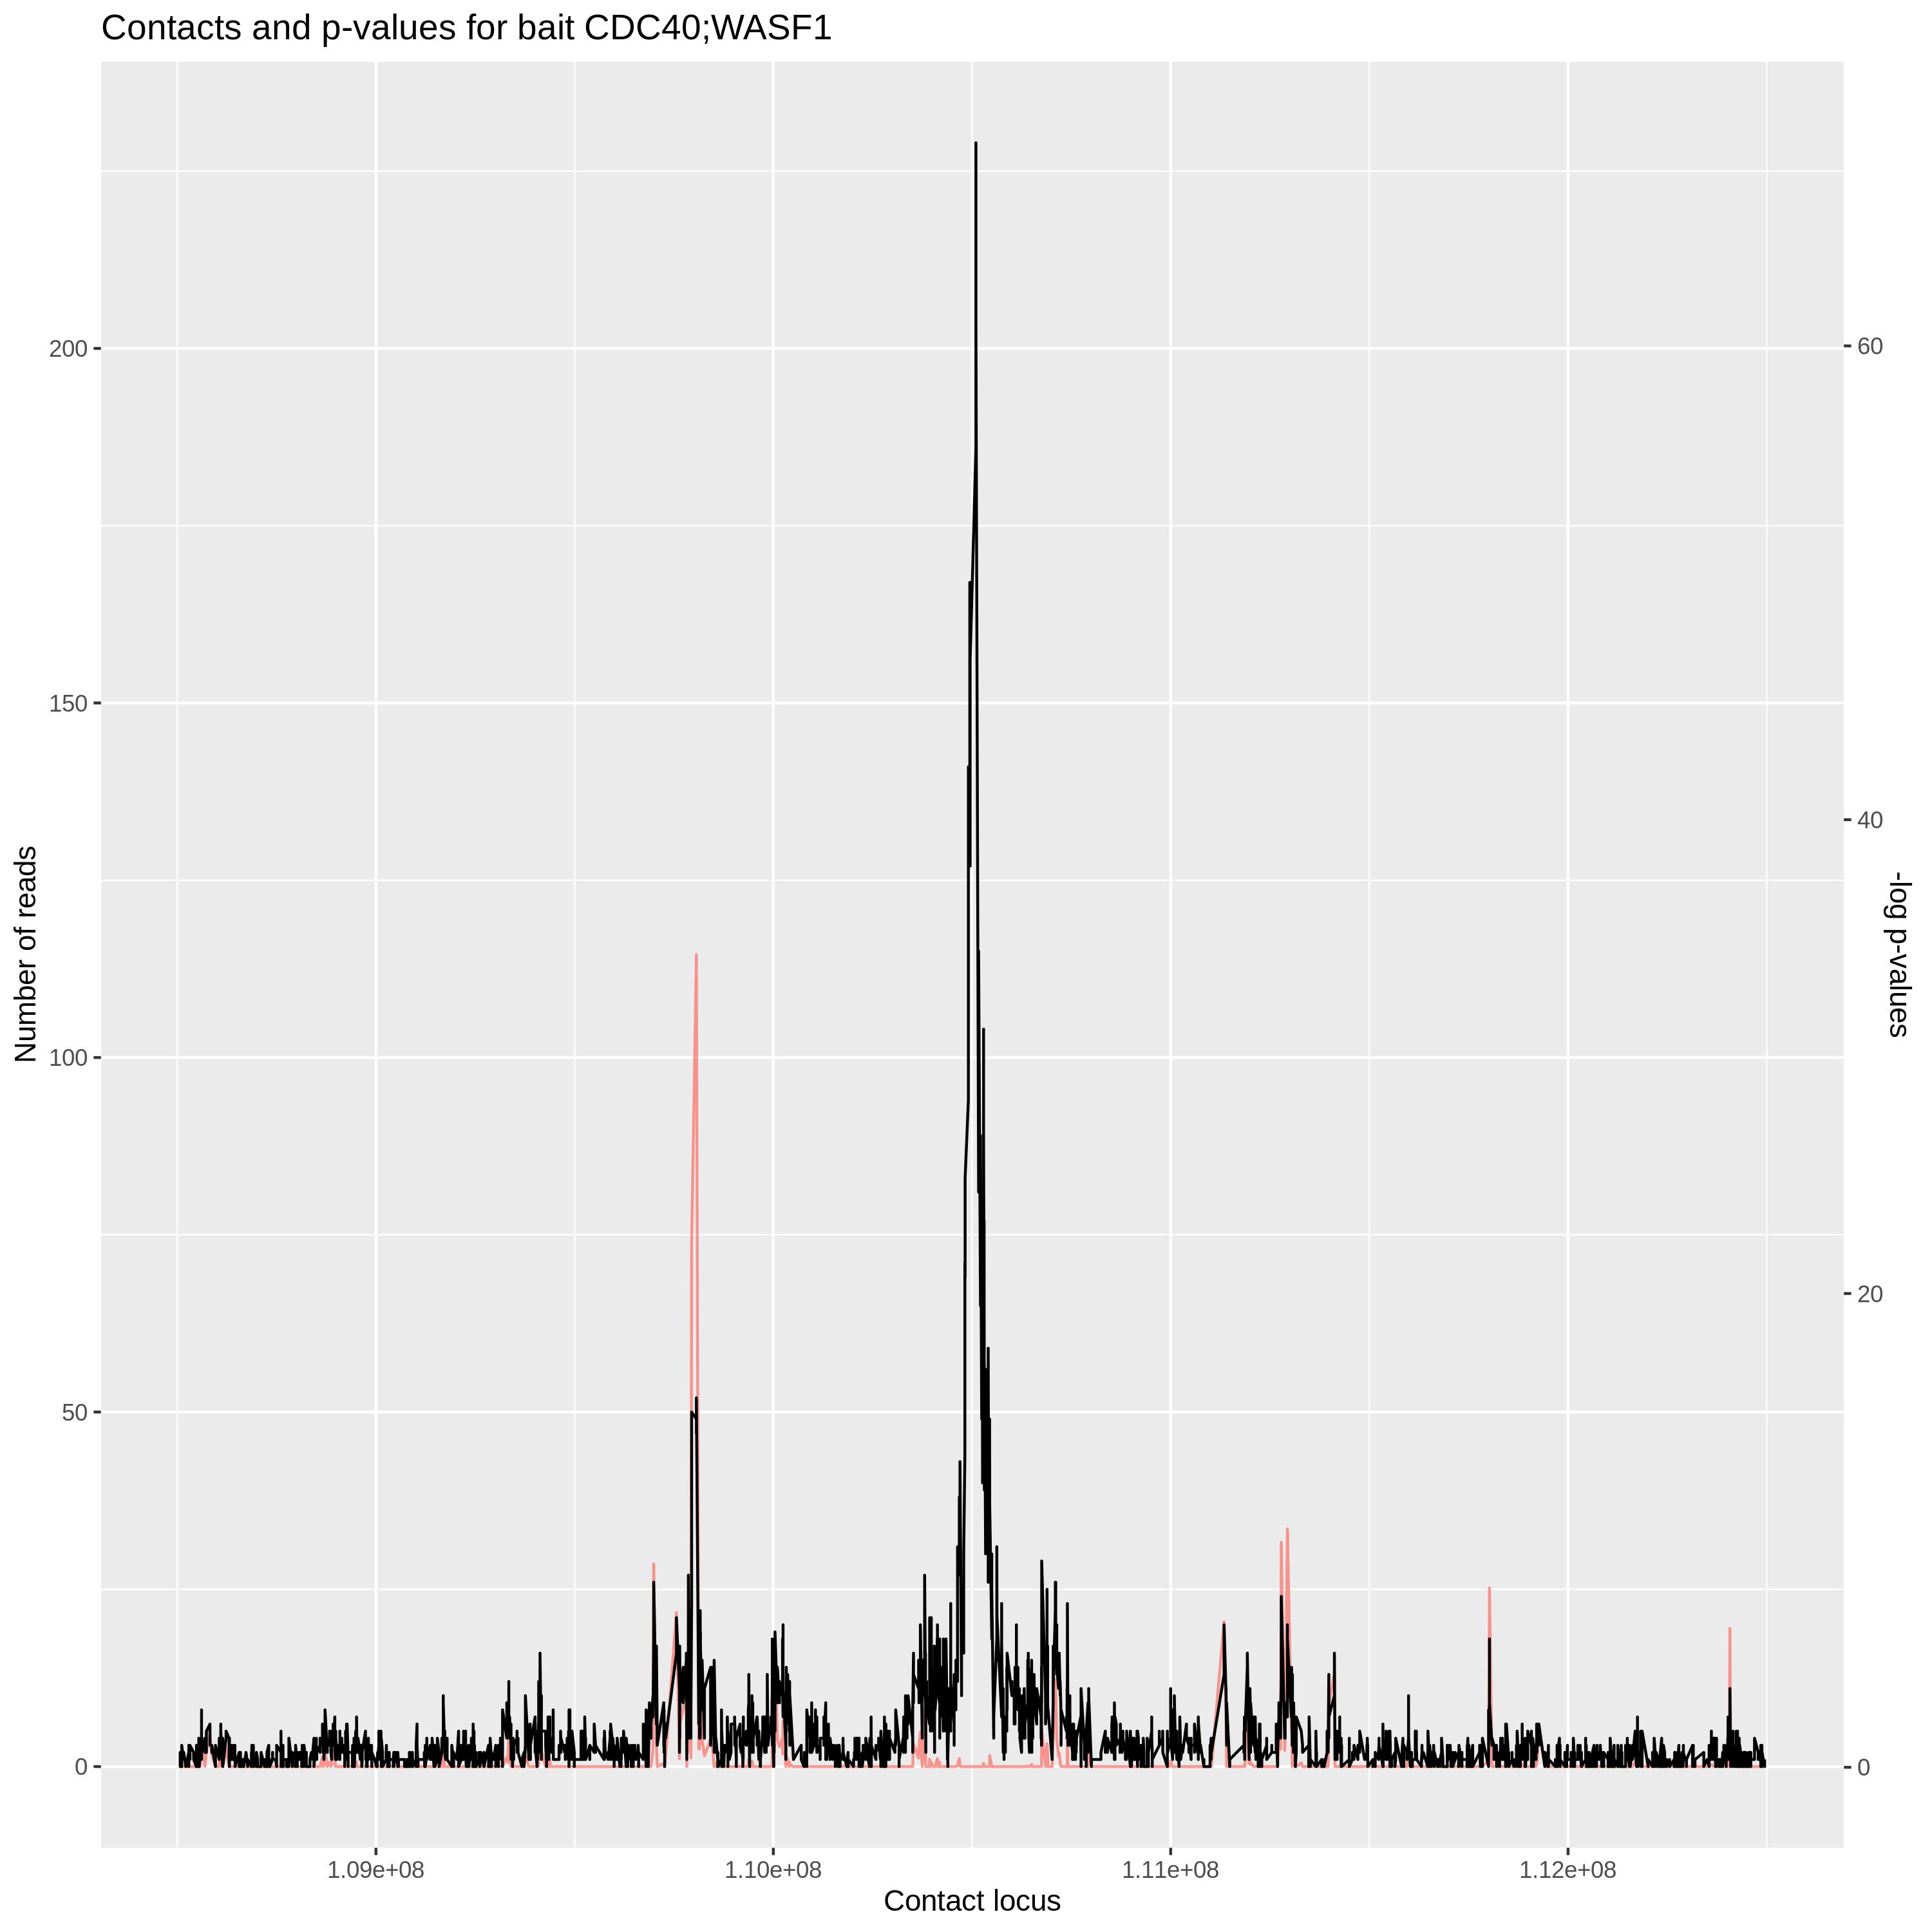 Contacts and p-values for bait CDC40;WASF1
200
150
100
50
0
Number of reads
60
40
20
0
-log p-values
1.09e+08
1.10e+08
1.11e+08
1.12e+08
Contact locus